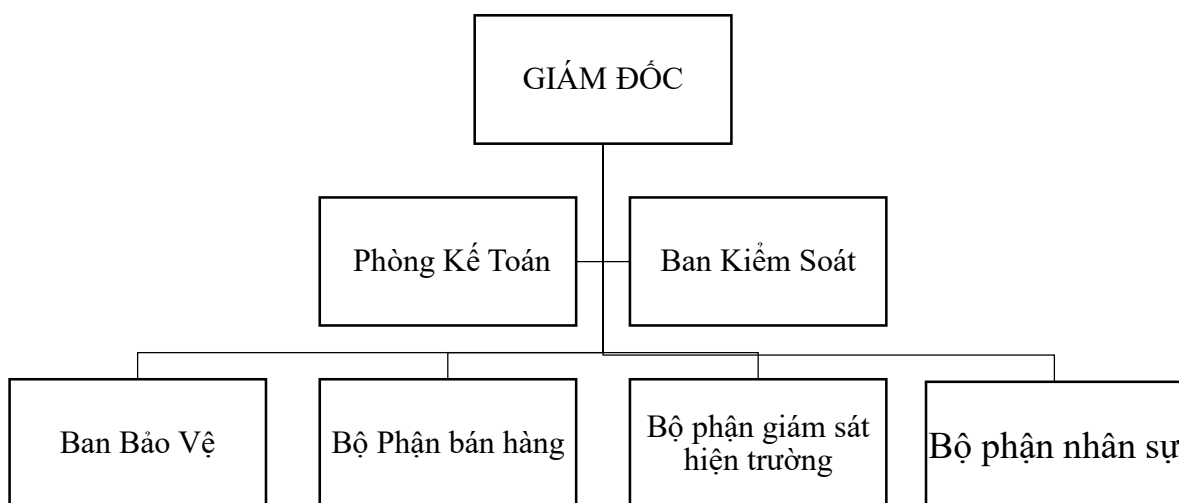 GIÁM ĐỐC
Phòng Kế Toán
Ban Kiểm Soát
Ban Bảo Vệ
Bộ Phận bán hàng
Bộ phận giám sát
hiện trường
Bộ phận nhân sự